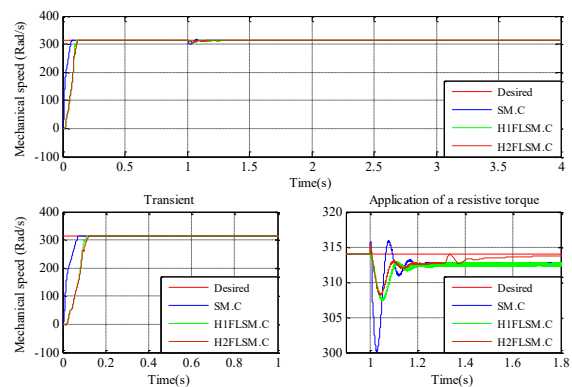 400
300
200
100
0
-100
Mechanical speed (Rad/s)
0
0.5
1
1.5
2
2.5
3
3.5
4
Time(s)
Desired
SM.C
H1FLSM.C
H2FLSM.C
Transient
400
300
200
100
0
-100
Mechanical speed (Rad/s)
0
0.2
0.4
0.6
0.8
1
Time(s)
Desired
SM.C
H1FLSM.C
H2FLSM.C
Application of a resistive torque
320
315
310
305
300
1
1.2
1.4
1.6
1.8
Time(s)
Desired
SM.C
H1FLSM.C
H2FLSM.C